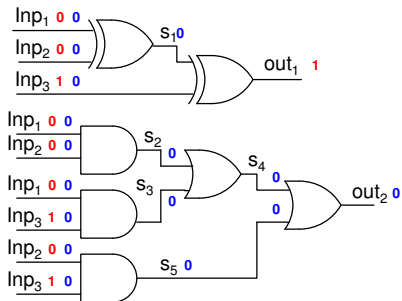 Inp1 0 0
s1 0
Inp2 0 0
out1 1
Inp3 1 0
Inp1 0 0
s2
Inp2 0 0
0
s4
0
Inp1 0 0
s3
0
out2 0
Inp3 1 0
0
Inp2 0 0
s5 0
Inp3 1 0